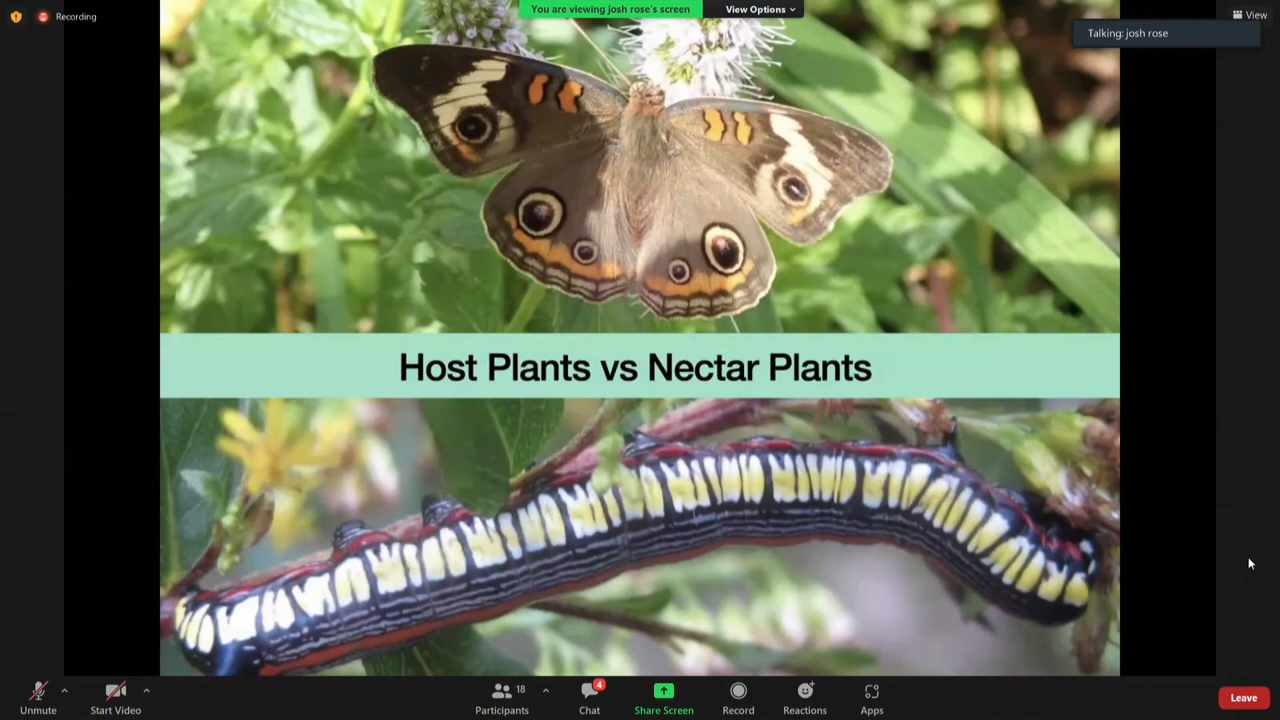 Recording
You are viewing josh rose's screen
View Options
View
Talking: josh rose
Host Plants vs Nectar Plants
Unmute
Start Video
18
Participants
4
Chat
Share Screen
Record
Reactions
Apps
Leave